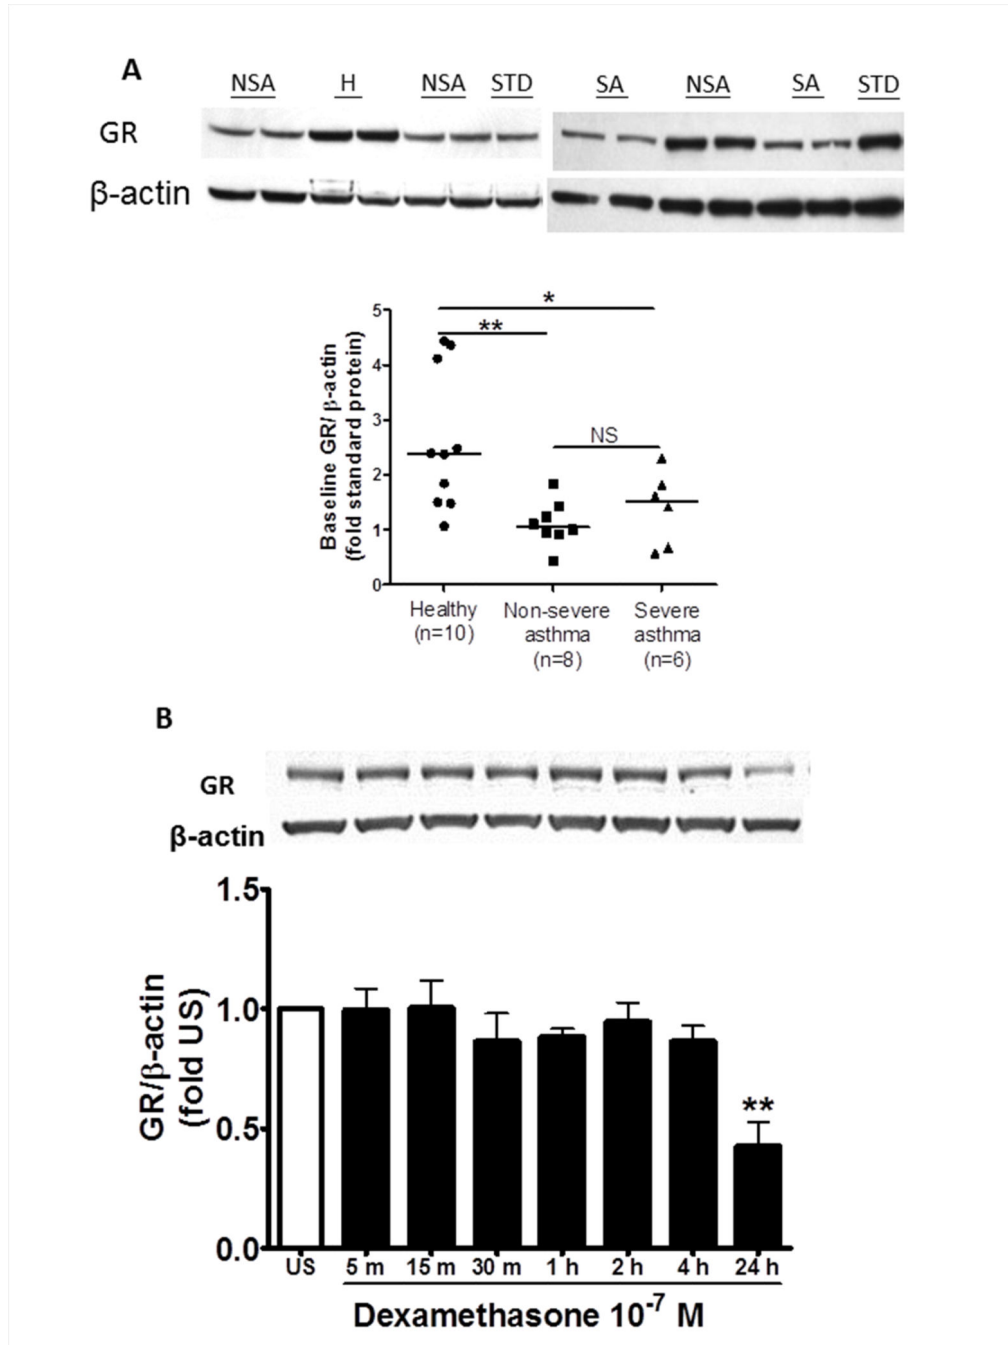 A
NSA H NSA STD SA NSA SA STD
GR
β-actin
Baseline GR/ β-actin
(fold standard protein)
5
4
3
2
1
0
*
**
NS
Healthy
(n=10)
Non-severe
asthma
(n=8)
Severe
asthma
(n=6)
B
GR
β-actin
GR/β-actin
(fold US)
1.5
1.0
0.5
0.0
**
US 5 m 15 m 30 m 1 h 2 h 4 h 24 h
Dexamethasone 10⁻⁷ M